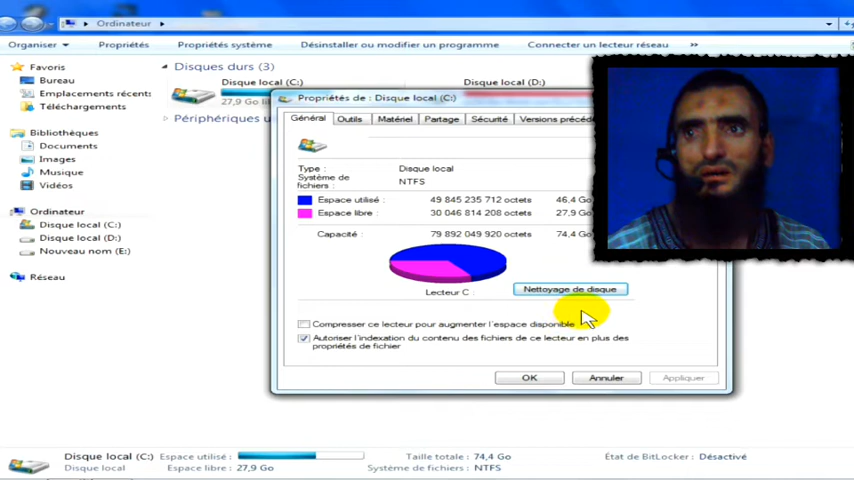 Ordinateur
Organiser
Propriétés
Propriétés système
Désinstaller ou modifier un programme
Connecter un lecteur réseau
»
Favoris
Bureau
Emplacements récents
Téléchargements
Bibliothèques
Documents
Images
Musique
Vidéos
Ordinateur
Disque local (C:)
Disque local (D:)
Nouveau nom (E:)
Réseau
Disques durs (3)
Disque local (C:)
27,9 Go
Disque local (D:)
Périphériques
Propriétés de : Disque local (C:)
Général
Outils
Matériel
Partage
Sécurité
Versions précéde
Type :
Disque local
Système de
fichiers :
NTFS
Espace utilisé :
49 845 235 712 octets
46,4 Go
Espace libre :
30 046 814 208 octets
27,9 Go
Capacité :
79 892 049 920 octets
74,4 Go
Lecteur C :
Nettoyage de disque
Compresser ce lecteur pour augmenter l'espace disponible
Autoriser l'indexation du contenu des fichiers de ce lecteur en plus des
propriétés de fichier
OK
Annuler
Appliquer
Disque local (C:)
Disque local
Espace utilisé :
Espace libre : 27,9 Go
Taille totale : 74,4 Go
Système de fichiers : NTFS
État de BitLocker : Désactivé